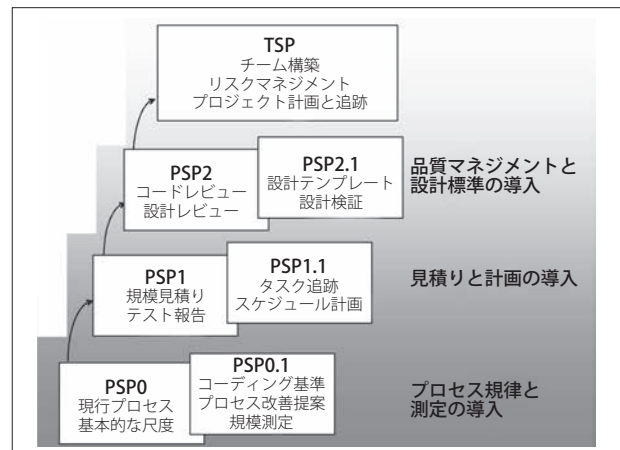 TSP
チーム構築
リスクマネジメント
プロジェクト計画と追跡
PSP2
コードレビュー
設計レビュー
PSP2.1
設計テンプレート
設計検証
品質マネジメントと
設計標準の導入
PSP1
規模見積り
テスト報告
PSP1.1
タスク追跡
スケジュール計画
見積りと計画の導入
PSP0
現行プロセス
基本的な尺度
PSP0.1
コーディング基準
プロセス改善提案
規模測定
プロセス規律と
測定の導入